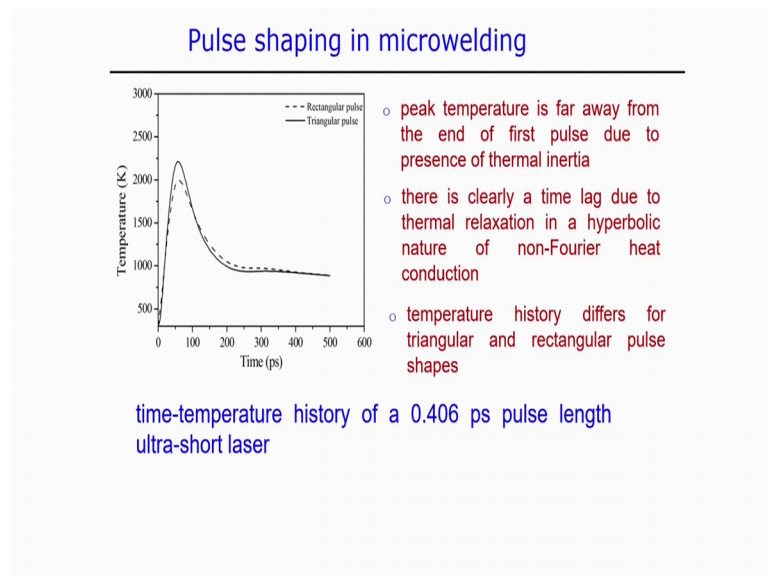 Pulse shaping in microwelding
3000
2500
2000
1500
1000
500
Temperature (K)
Rectangular pulse
Triangular pulse
0 100 200 300 400 500 600
Time (ps)
o peak temperature is far away from
the end of first pulse due to
presence of thermal inertia
o there is clearly a time lag due to
thermal relaxation in a hyperbolic
nature of non-Fourier heat
conduction
o temperature history differs for
triangular and rectangular pulse
shapes
time-temperature history of a 0.406 ps pulse length
ultra-short laser